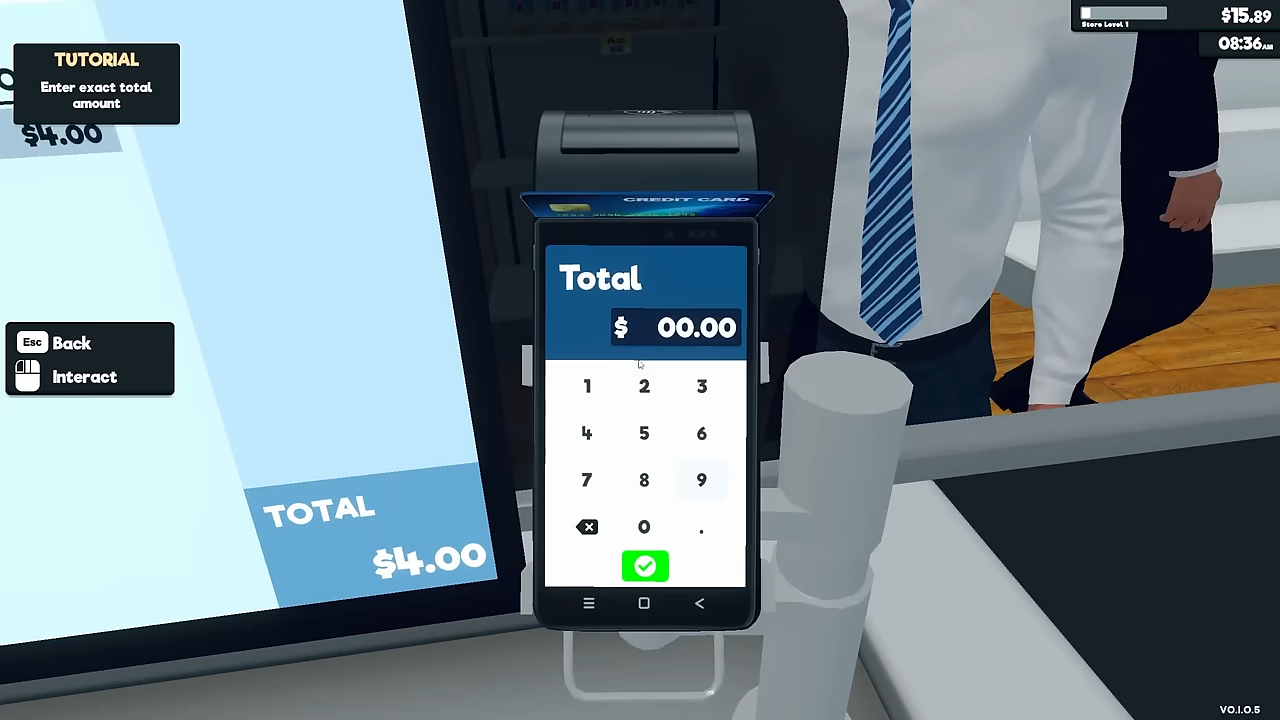 TUTORIAL
Enter exact total
amount
$4.00
Esc Back
Interact
TOTAL
$4.00
CREDIT CARD
Total
$ 00.00
1 2 3
4 5 6
7 8 9
0 .
Store Level 1
$15.89
08:36AM
V0.1.0.5